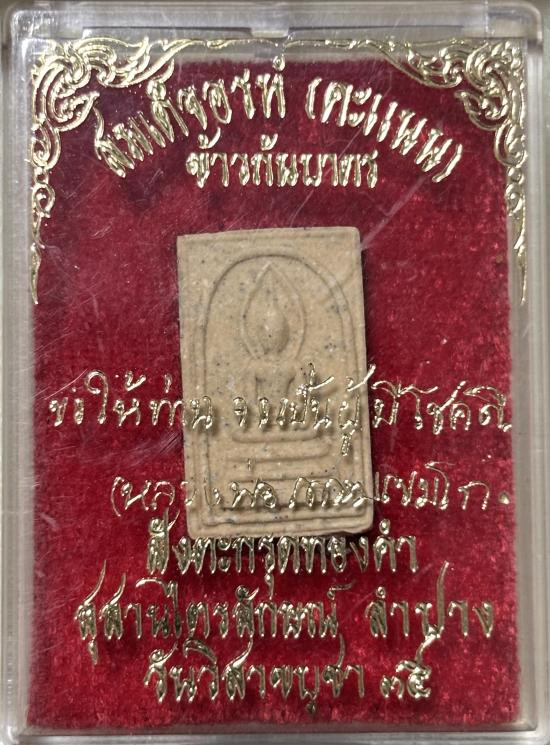 สมเด็จอรหํ (คะแนน)
ข้าวก้นบาตร
ขอให้ท่าน จงเป็นผู้มีโชคดี
(หลวงพ่อเกษม เขมโก)
ฝังตะกรุดทองคำ
สุสานไตรลักษณ์ ลำปาง
วันวิสาขบูชา ๓๕